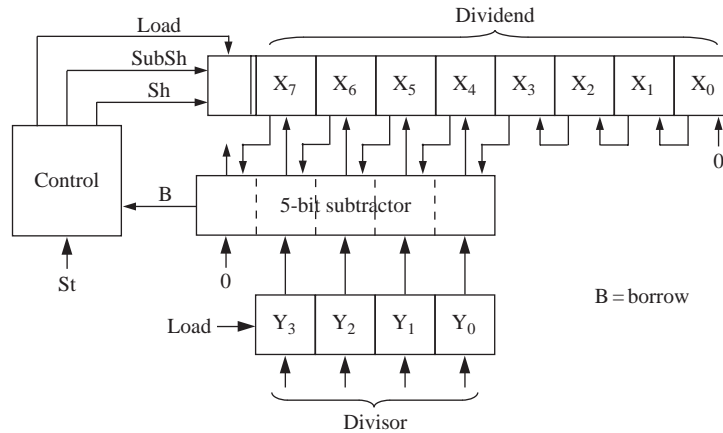 Dividend
Load
SubSh
Sh
X₇ X₆ X₅ X₄ X₃ X₂ X₁ X₀
0
Control
B
5-bit subtractor
St
0
B = borrow
Load
Y₃ Y₂ Y₁ Y₀
Divisor